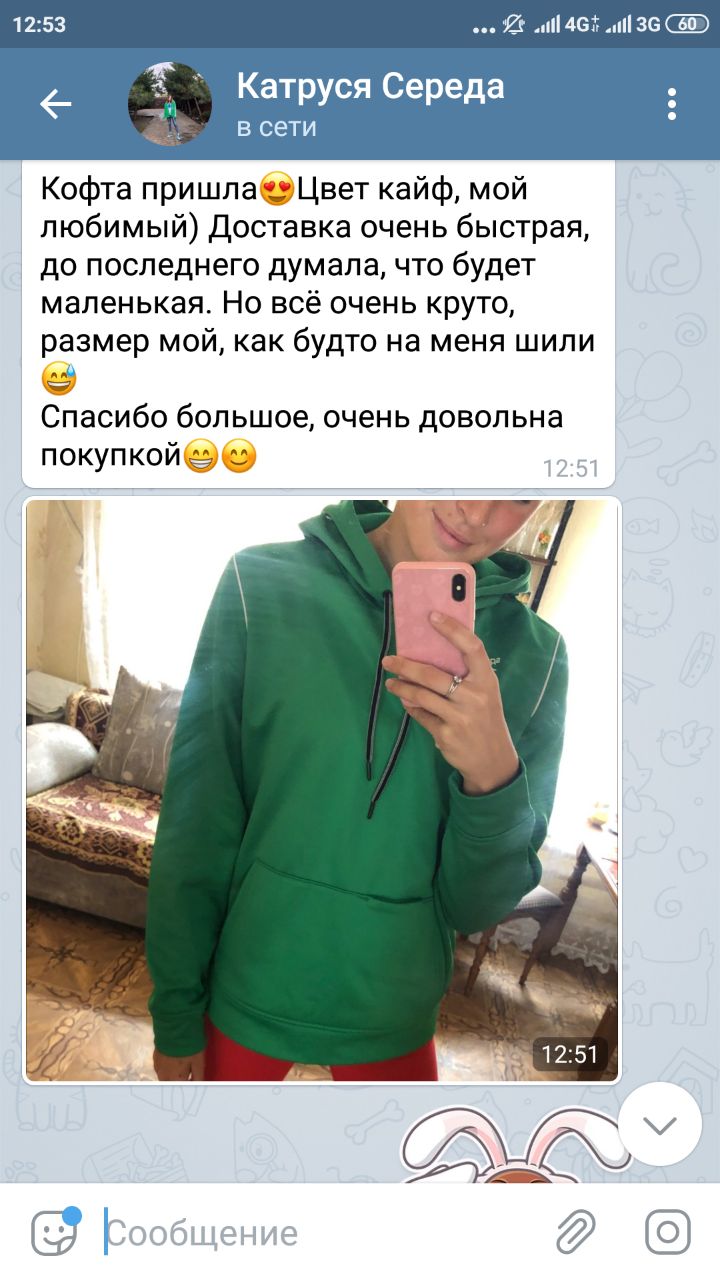 12:53
... 4G+ 3G 60
Катруся Середа
в сети
Кофта пришла😍Цвет кайф, мой
любимый) Доставка очень быстрая,
до последнего думала, что будет
маленькая. Но всё очень круто,
размер мой, как будто на меня шили
😅
Спасибо большое, очень довольна
покупкой😁😊
12:51
12:51
Сообщение